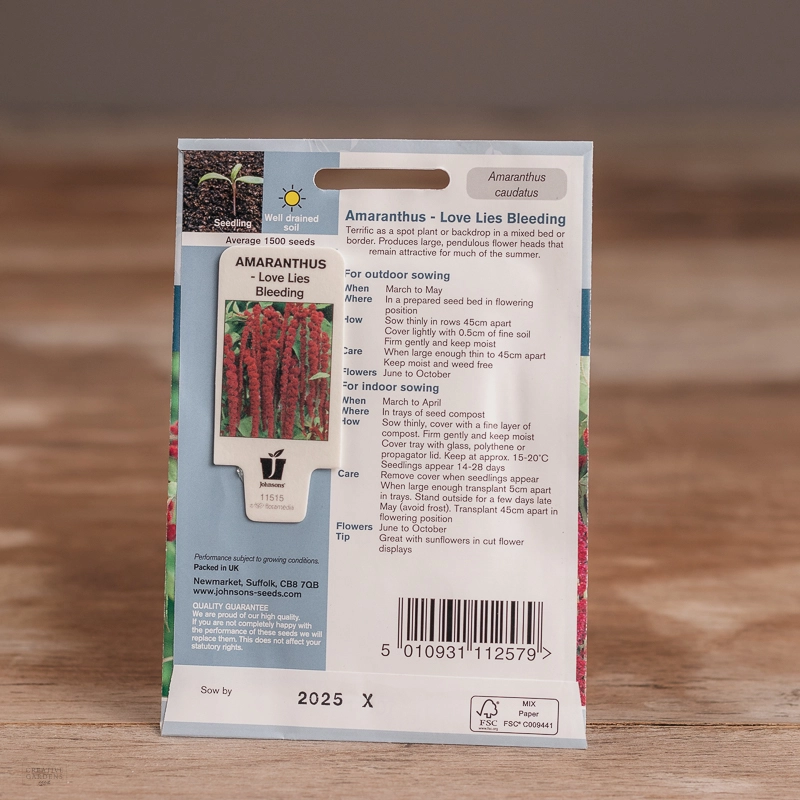 Seedling
Well drained
soil
Average 1500 seeds
AMARANTHUS
- Love Lies
Bleeding
Johnsons
11515
Performance subject to growing conditions.
Packed in UK
Newmarket, Suffolk, CB8 7QB
www.johnsons-seeds.com
QUALITY GUARANTEE
We are proud of our high quality.
If you are not completely happy with
the performance of these seeds we will
replace them. This does not affect your
statutory rights.
Amaranthus
caudatus
Amaranthus - Love Lies Bleeding
Terrific as a spot plant or backdrop in a mixed bed or
border. Produces large, pendulous flower heads that
remain attractive for much of the summer.
For outdoor sowing
When March to May
Where In a prepared seed bed in flowering
position
How Sow thinly in rows 45cm apart
Cover lightly with 0.5cm of fine soil
Firm gently and keep moist
Care When large enough thin to 45cm apart
Keep moist and weed free
Flowers June to October
For indoor sowing
When March to April
Where In trays of seed compost
How Sow thinly, cover with a fine layer of
compost. Firm gently and keep moist
Cover tray with glass, polythene or
propagator lid. Keep at approx. 15-20°C
Seedlings appear 14-28 days
Care Remove cover when seedlings appear
When large enough transplant 5cm apart
in trays. Stand outside for a few days late
May (avoid frost). Transplant 45cm apart in
flowering position
Flowers June to October
Tip Great with sunflowers in cut flower
displays
5 010931 112579 >
Sow by 2025 X
FSC
www.fsc.org
MIX
Paper
FSC® C009441